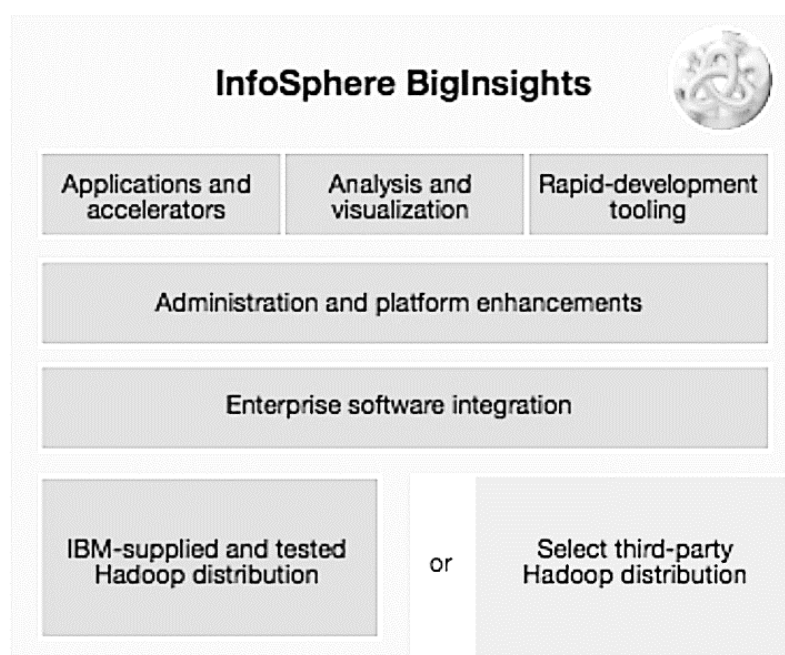 InfoSphere BigInsights
Applications and
accelerators
Analysis and
visualization
Rapid-development
tooling
Administration and platform enhancements
Enterprise software integration
IBM-supplied and tested
Hadoop distribution
or
Select third-party
Hadoop distribution